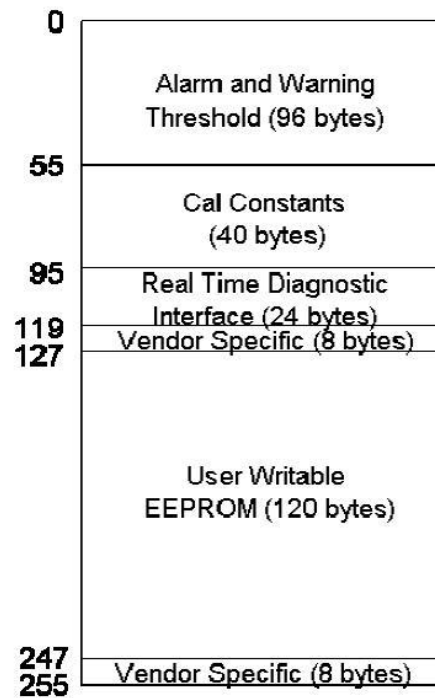 0
Alarm and Warning
Threshold (96 bytes)
55
Cal Constants
(40 bytes)
95
Real Time Diagnostic
Interface (24 bytes)
119
Vendor Specific (8 bytes)
127
User Writable
EEPROM (120 bytes)
247
Vendor Specific (8 bytes)
255